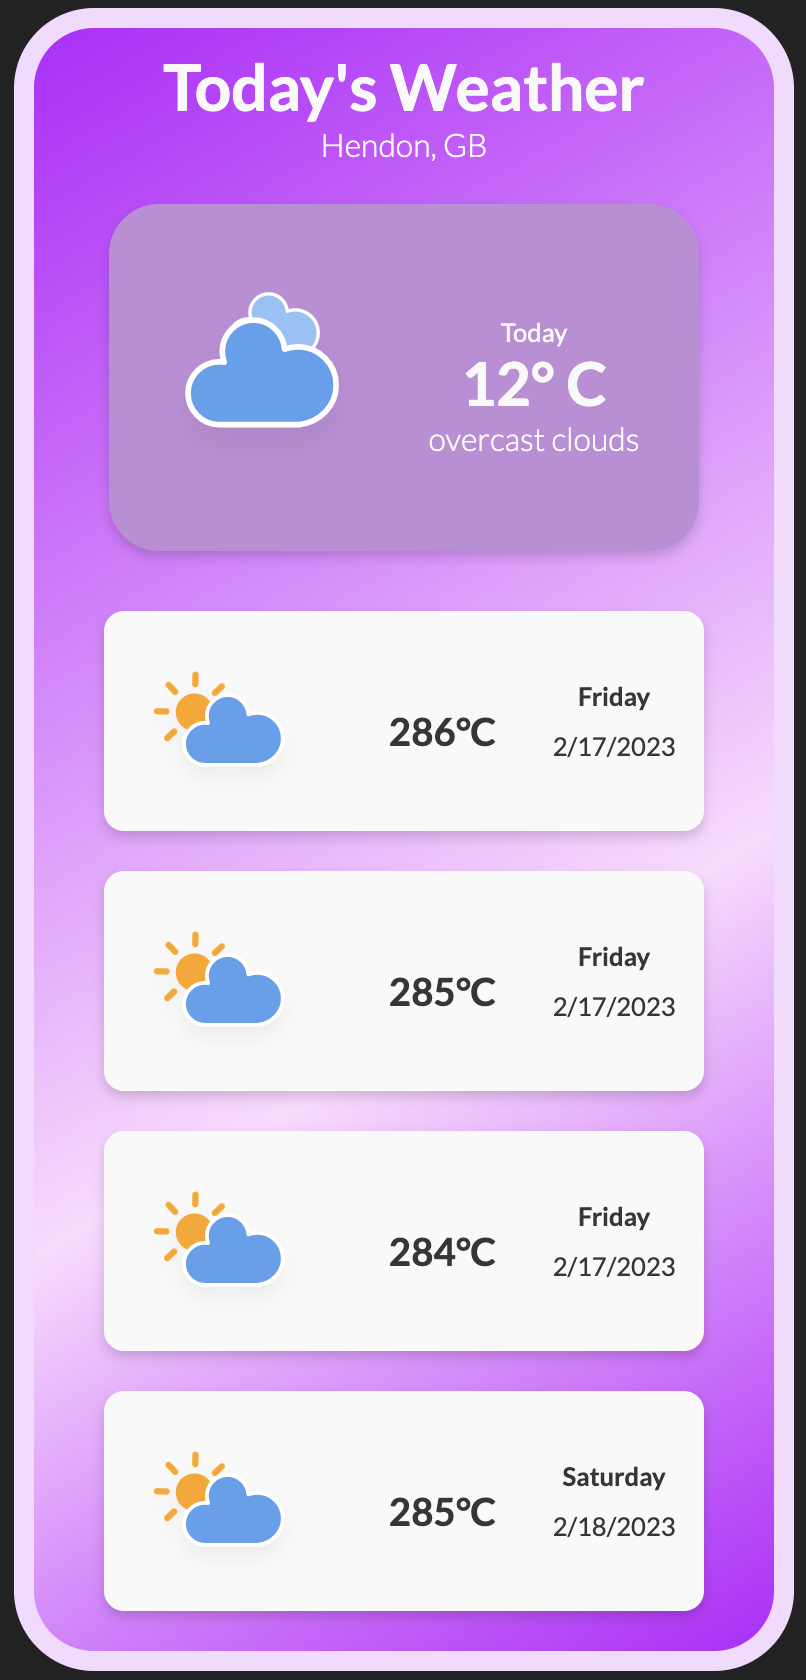 Today's Weather
Hendon, GB
Today
12° C
overcast clouds
286°C
Friday
2/17/2023
285°C
Friday
2/17/2023
284°C
Friday
2/17/2023
285°C
Saturday
2/18/2023